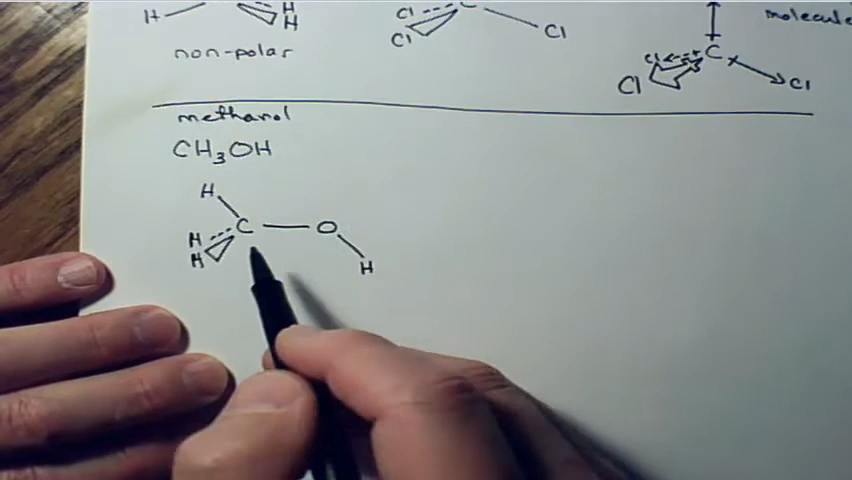 H H
H
non-polar
Cl C
Cl Cl
molecule
Cl C
Cl Cl
methanol
CH3OH
H
H C O
H H